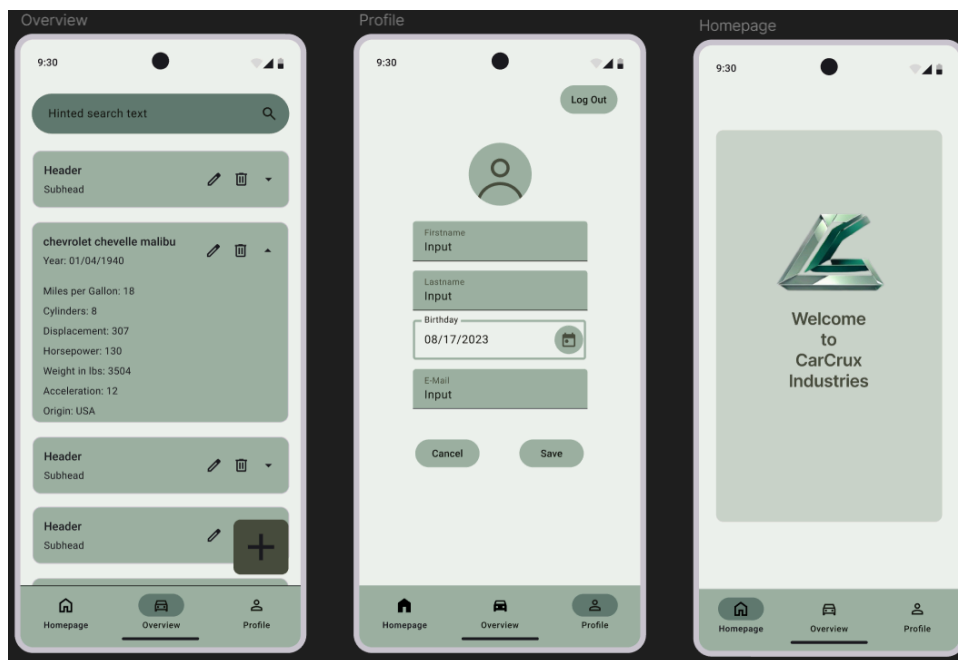 Overview
9:30
Hinted search text
Header
Subhead
chevrolet chevelle malibu
Year: 01/04/1940
Miles per Gallon: 18
Cylinders: 8
Displacement: 307
Horsepower: 130
Weight in lbs: 3504
Acceleration: 12
Origin: USA
Header
Subhead
Header
Subhead
Homepage
Overview
Profile
Profile
9:30
Log Out
Firstname
Input
Lastname
Input
Birthday
08/17/2023
E-Mail
Input
Cancel
Save
Homepage
Overview
Profile
Homepage
9:30
Welcome
to
CarCrux
Industries
Homepage
Overview
Profile